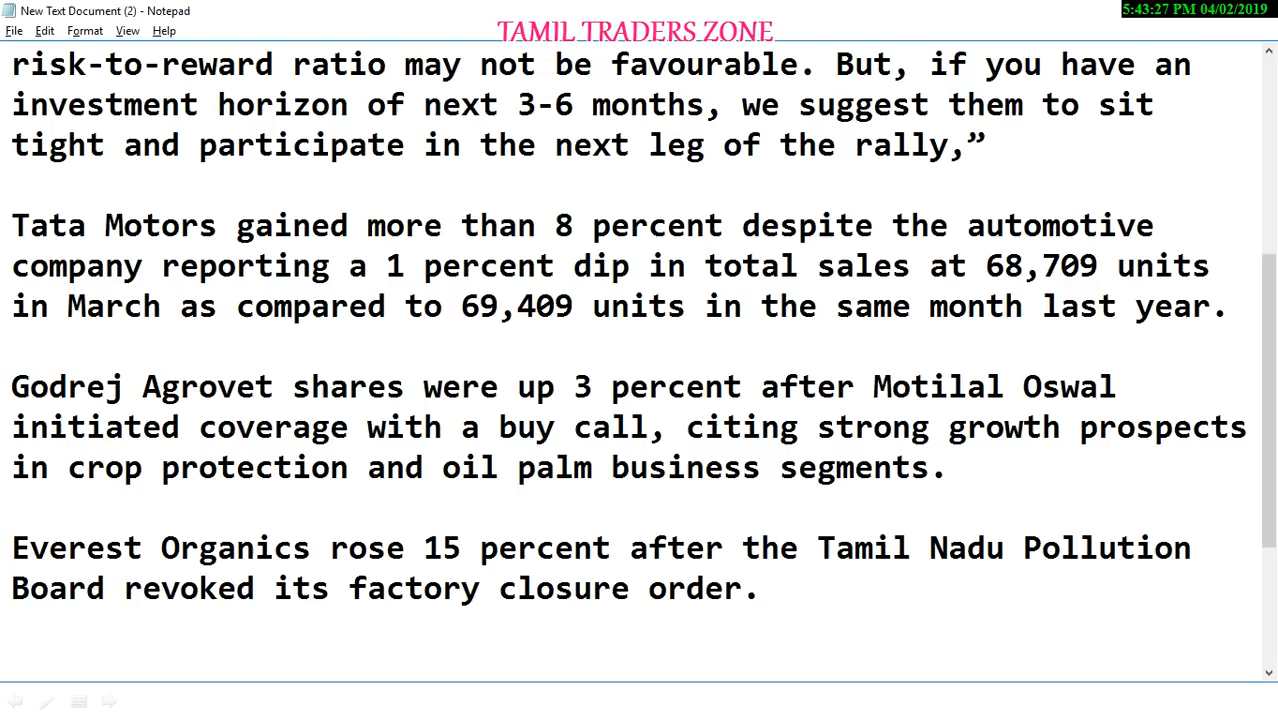 New Text Document (2) - Notepad
5:43:27 PM 04/02/2019
File Edit Format View Help
TAMIL TRADERS ZONE
risk-to-reward ratio may not be favourable. But, if you have an
investment horizon of next 3-6 months, we suggest them to sit
tight and participate in the next leg of the rally,”
Tata Motors gained more than 8 percent despite the automotive
company reporting a 1 percent dip in total sales at 68,709 units
in March as compared to 69,409 units in the same month last year.
Godrej Agrovet shares were up 3 percent after Motilal Oswal
initiated coverage with a buy call, citing strong growth prospects
in crop protection and oil palm business segments.
Everest Organics rose 15 percent after the Tamil Nadu Pollution
Board revoked its factory closure order.